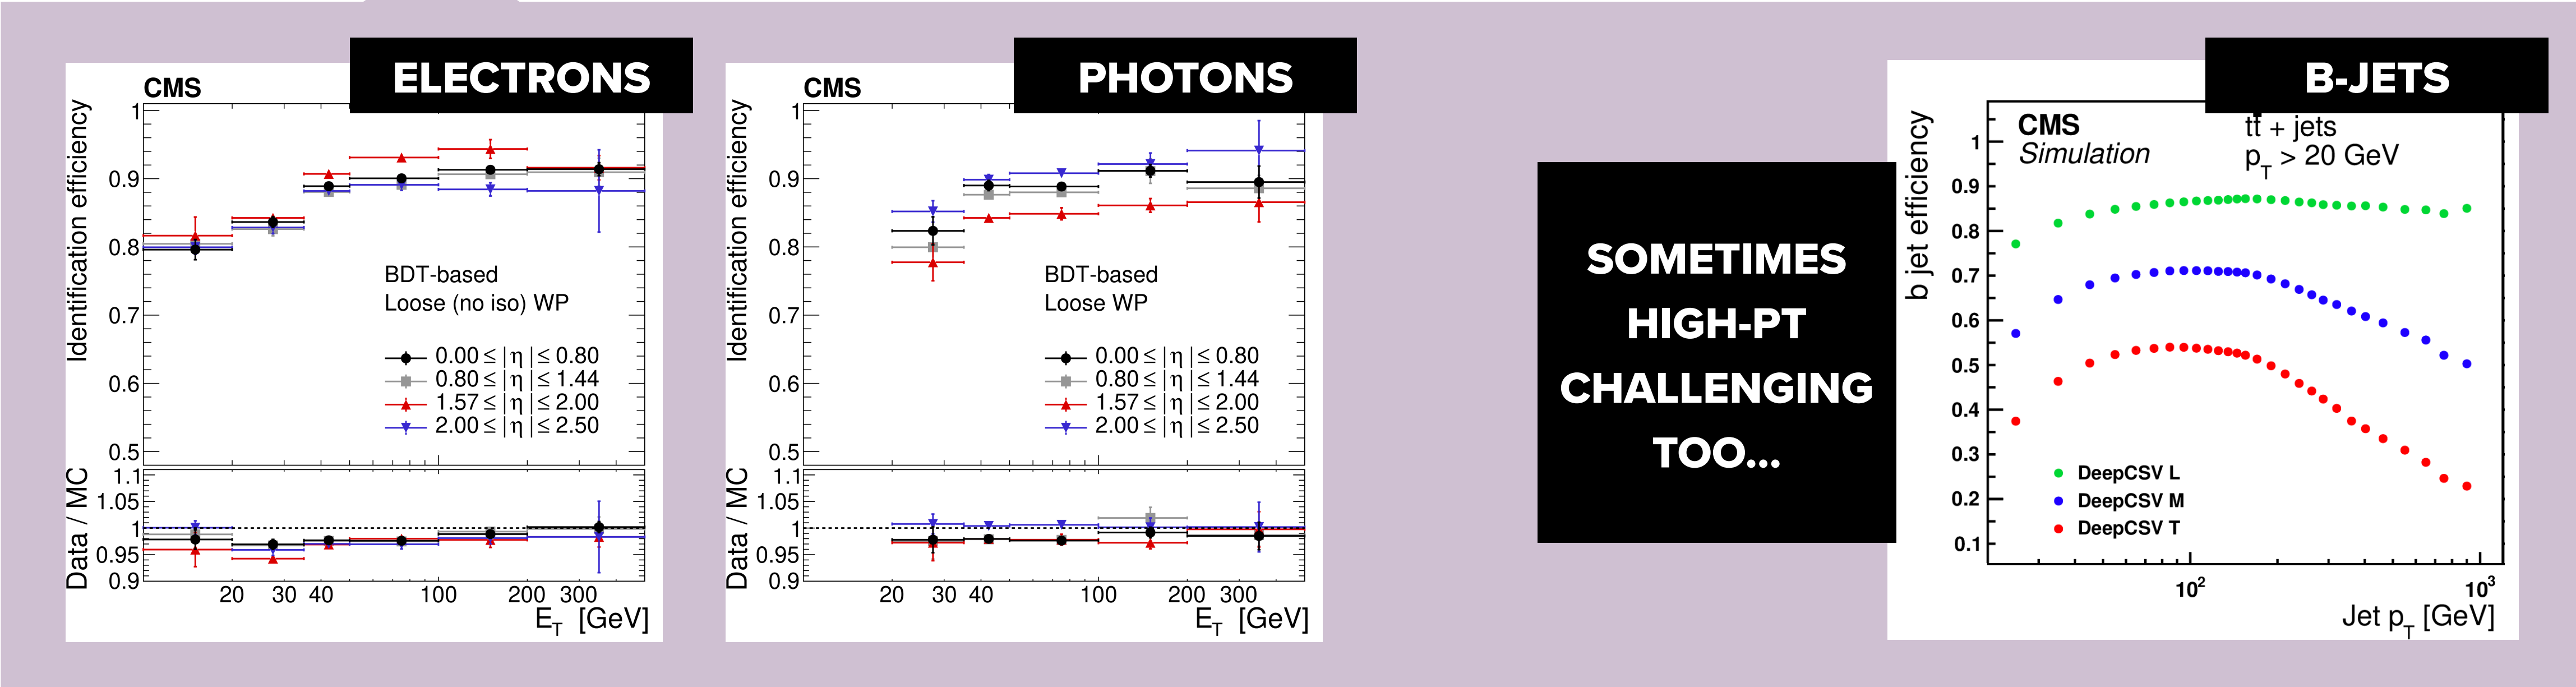 ELECTRONS
CMS
Identification efficiency
1
0.9
0.8
0.7
0.6
0.5
BDT-based
Loose (no iso) WP
0.00 ≤ |η| ≤ 0.80
0.80 ≤ |η| ≤ 1.44
1.57 ≤ |η| ≤ 2.00
2.00 ≤ |η| ≤ 2.50
Data / MC
1.1
1.05
1
0.95
0.9
20 30 40 100 200 300
E_T [GeV]
PHOTONS
CMS
Identification efficiency
1
0.9
0.8
0.7
0.6
0.5
BDT-based
Loose WP
0.00 ≤ |η| ≤ 0.80
0.80 ≤ |η| ≤ 1.44
1.57 ≤ |η| ≤ 2.00
2.00 ≤ |η| ≤ 2.50
Data / MC
1.1
1.05
1
0.95
0.9
20 30 40 100 200 300
E_T [GeV]
SOMETIMES
HIGH-PT
CHALLENGING
TOO...
B-JETS
CMS
Simulation
tt̄ + jets
p_T > 20 GeV
b jet efficiency
1
0.9
0.8
0.7
0.6
0.5
0.4
0.3
0.2
0.1
DeepCSV L
DeepCSV M
DeepCSV T
10² 10³
Jet p_T [GeV]